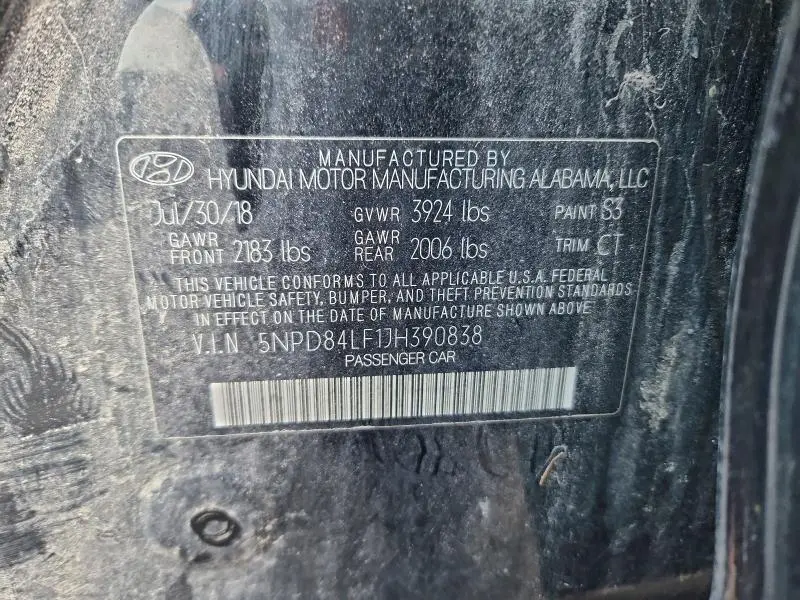 MANUFACTURED BY
HYUNDAI MOTOR MANUFACTURING ALABAMA, LLC
Jul/30/18 GVWR 3924 lbs PAINT S3
GAWR FRONT 2183 lbs GAWR REAR 2006 lbs TRIM CT
THIS VEHICLE CONFORMS TO ALL APPLICABLE U.S.A. FEDERAL
MOTOR VEHICLE SAFETY, BUMPER, AND THEFT PREVENTION STANDARDS
IN EFFECT ON THE DATE OF MANUFACTURE SHOWN ABOVE
V.I.N 5NPD84LF1JH390838
PASSENGER CAR